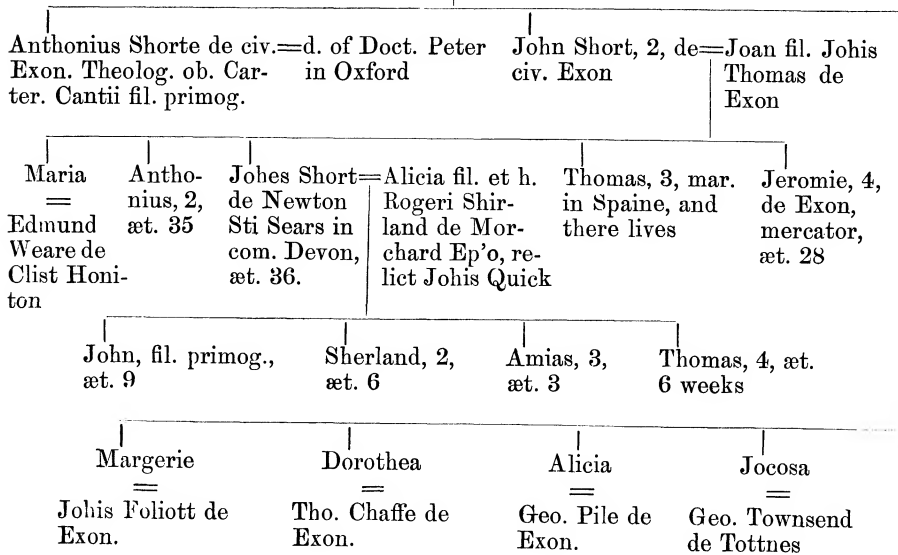 Anthonius Shorte de civ.=d. of Doct. Peter
Exon. Theolog. ob. Car- in Oxford
ter. Cantii fil. primog.
John Short, 2, de=Joan fil. Johis
civ. Exon Thomas de
Exon
Maria
=
Edmund
Weare de
Clist Honi-
ton
Antho-
nius, 2,
æt. 35
Johes Short=Alicia fil. et h.
de Newton Rogeri Shir-
Sti Sears in land de Mor-
com. Devon, chard Ep'o, re-
æt. 36. lict Johis Quick
Thomas, 3, mar.
in Spaine, and
there lives
Jeromie, 4,
de Exon,
mercator,
æt. 28
John, fil. primog.,
æt. 9
Sherland, 2,
æt. 6
Amias, 3,
æt. 3
Thomas, 4, æt.
6 weeks
Margerie
=
Johis Foliott de
Exon.
Dorothea
=
Tho. Chaffe de
Exon.
Alicia
=
Geo. Pile de
Exon.
Jocosa
=
Geo. Townsend
de Tottnes